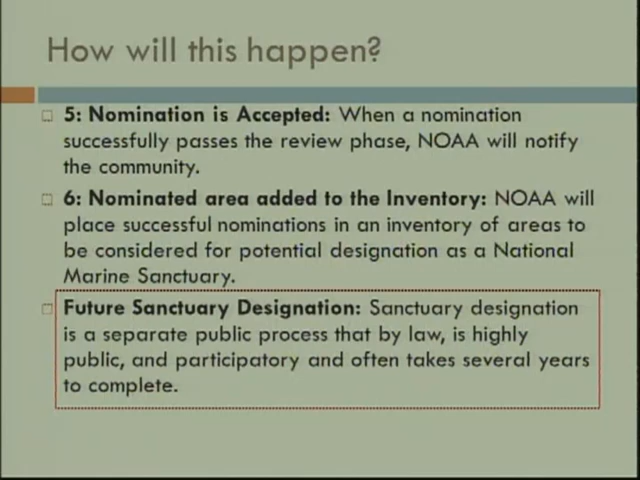 How will this happen?
5: Nomination is Accepted: When a nomination
successfully passes the review phase, NOAA will notify
the community.
6: Nominated area added to the Inventory: NOAA will
place successful nominations in an inventory of areas to
be considered for potential designation as a National
Marine Sanctuary.
Future Sanctuary Designation: Sanctuary designation
is a separate public process that by law, is highly
public, and participatory and often takes several years
to complete.